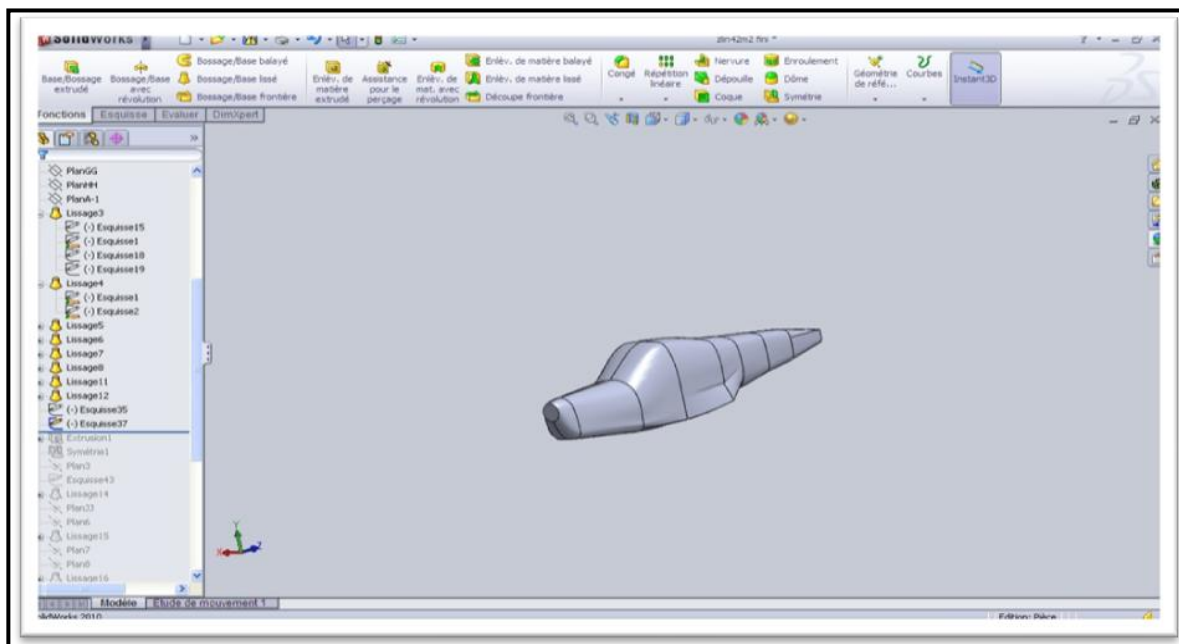 SolidWorks
zlin42m2 fini *
Base/Bossage extrudé
Bossage/Base avec révolution
Bossage/Base balayé
Bossage/Base lissé
Bossage/Base frontière
Enlèv. de matière extrudé
Assistance pour le perçage
Enlèv. de mat. avec révolution
Enlèv. de matière balayé
Enlèv. de matière lissé
Découpe frontière
Congé
Répétition linéaire
Nervure
Dépouille
Coque
Enroulement
Dôme
Symétrie
Géométrie de réfé...
Courbes
Instant3D
Fonctions Esquisse Evaluer DimXpert
PlanGG
PlanHH
PlanA-1
Lissage3
(-) Esquisse15
(-) Esquisse1
(-) Esquisse18
(-) Esquisse19
Lissage4
(-) Esquisse1
(-) Esquisse2
Lissage5
Lissage6
Lissage7
Lissage8
Lissage11
Lissage12
(-) Esquisse35
(-) Esquisse37
Extrusion1
Symétrie1
Plan3
Esquisse43
Lissage14
Plan6
Lissage15
Plan7
Plan8
Lissage16
Y
X
Z
Modèle Etude de mouvement 1
SolidWorks 2010
Edition: Pièce